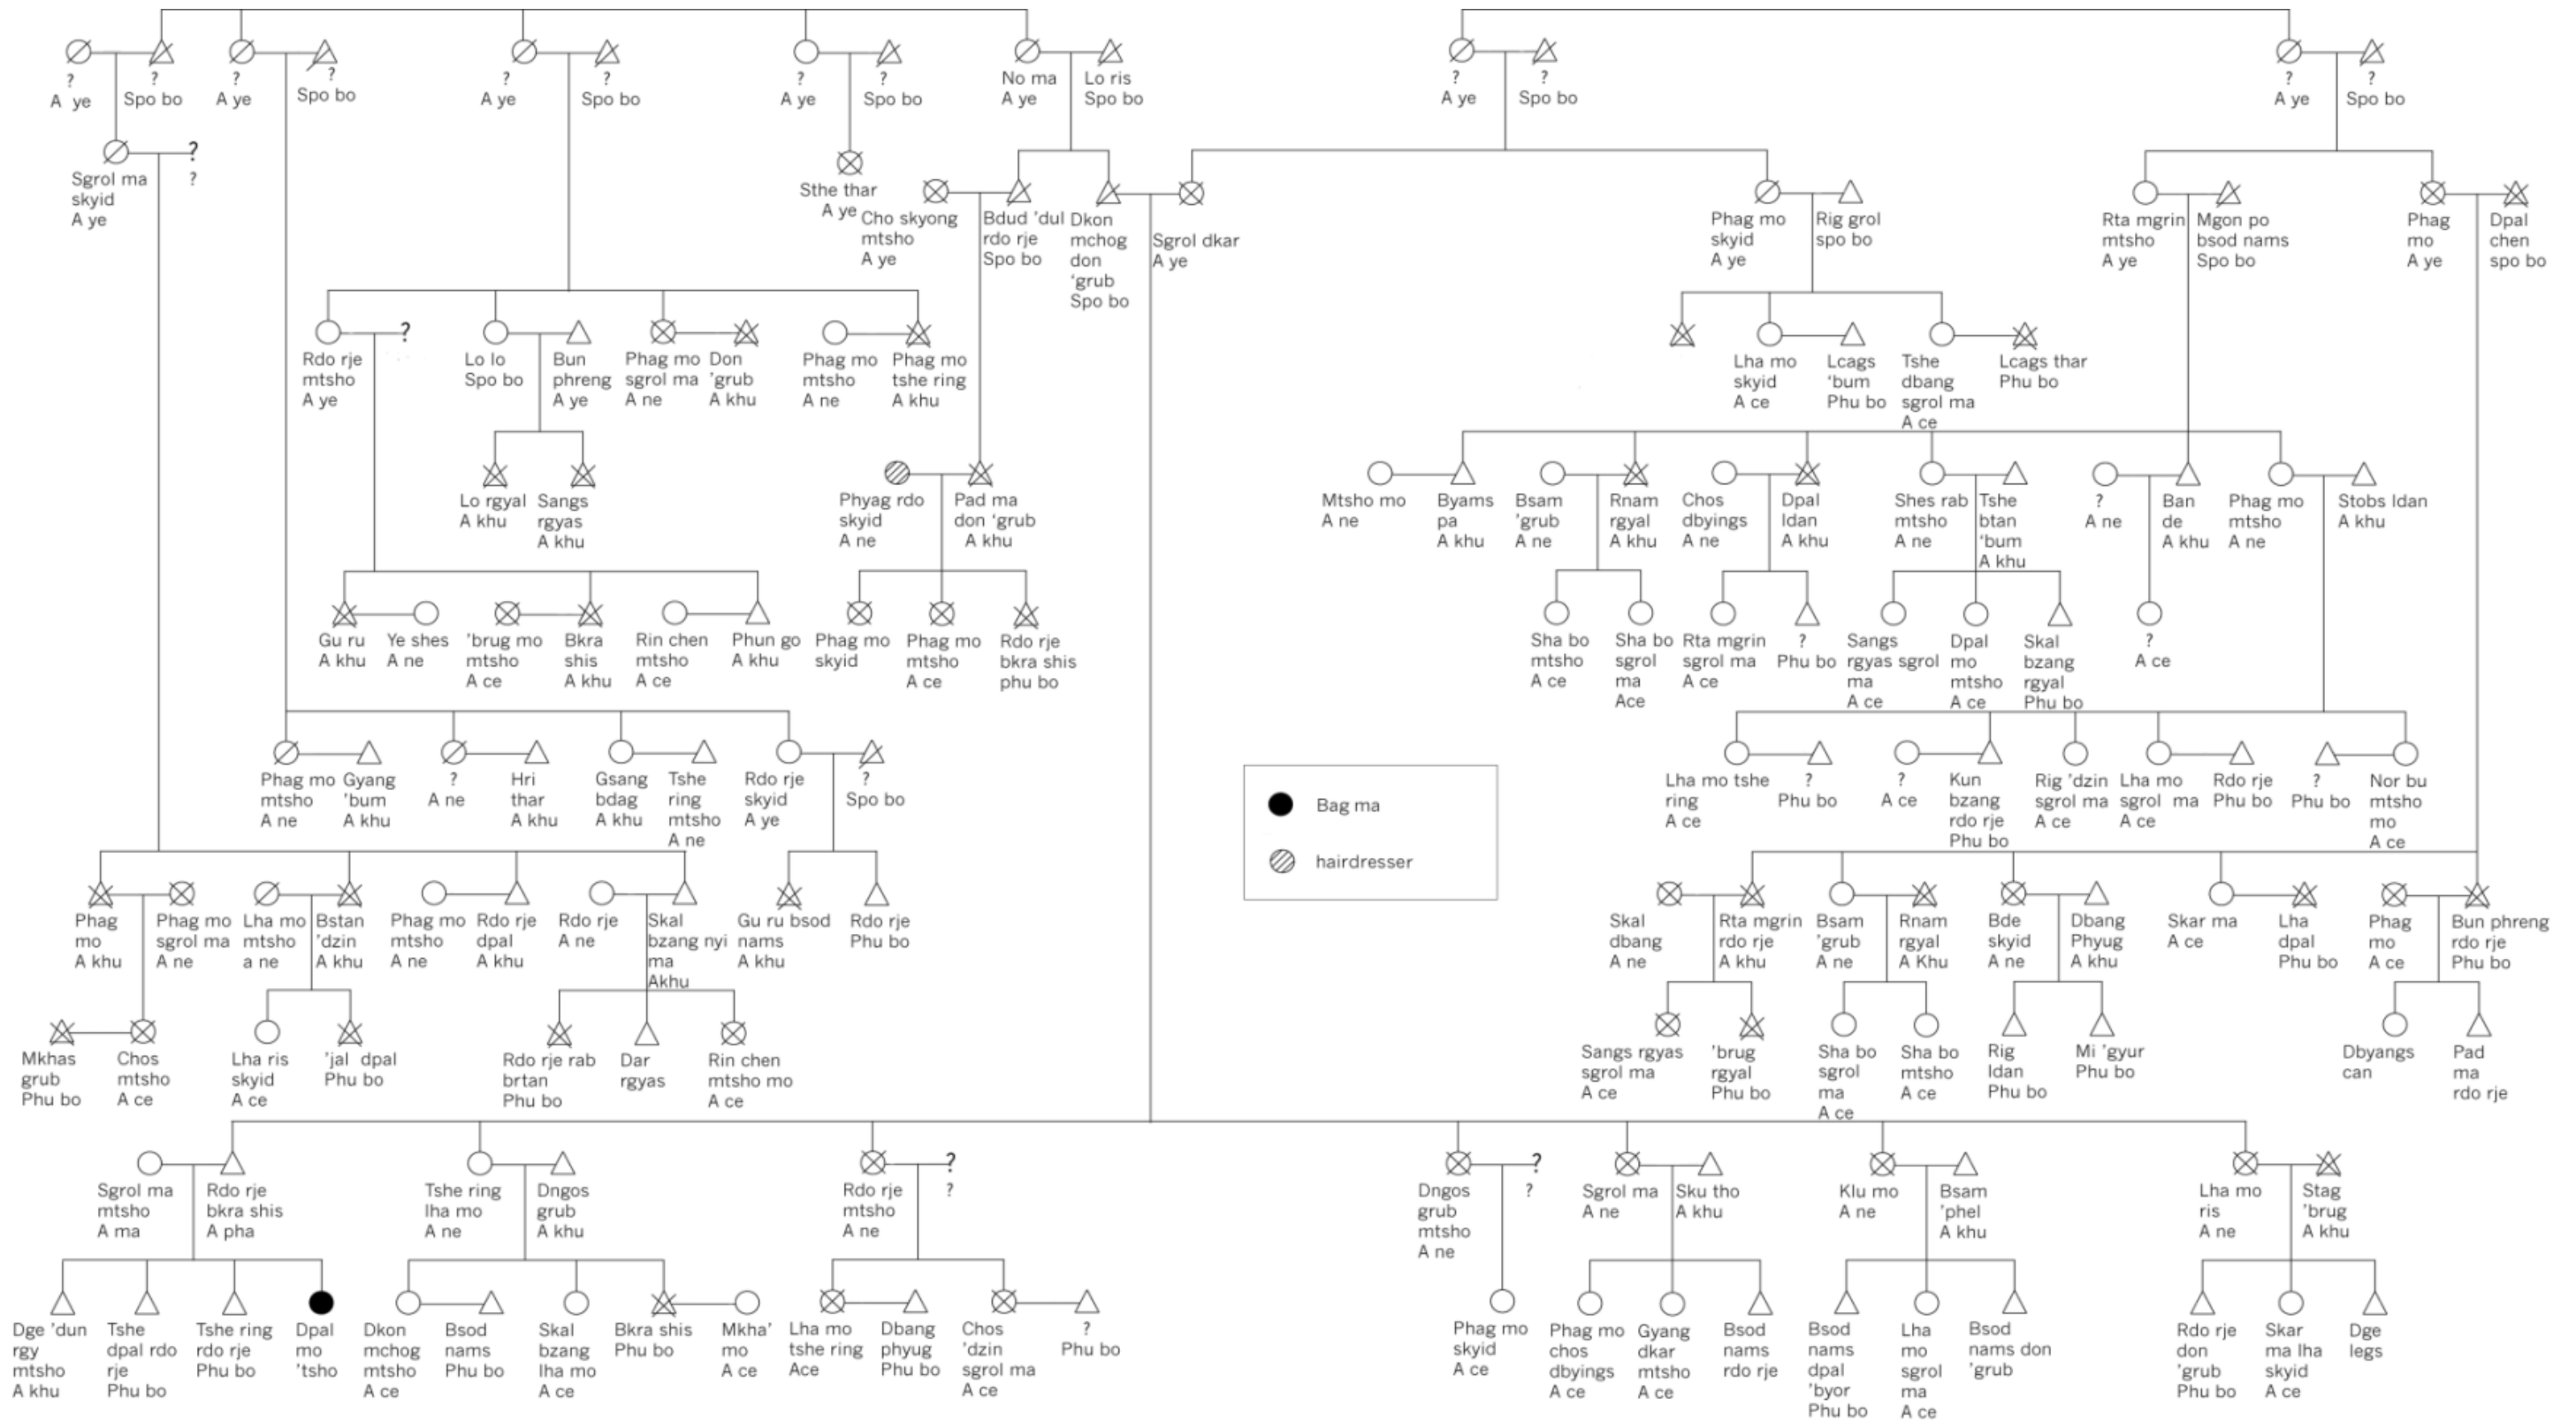 ?
A ye
?
Spo bo
?
A ye
?
Spo bo
?
A ye
?
Spo bo
?
A ye
?
Spo bo
No ma
A ye
Lo ris
Spo bo
?
A ye
?
Spo bo
?
A ye
?
Spo bo
Sgrol ma
skyid
A ye
?
?
Sthe thar
A ye
Cho skyong
mtsho
A ye
Bdud 'dul
rdo rje
Spo bo
Dkon
mchog
don
'grub
Spo bo
Sgrol dkar
A ye
Phag mo
skyid
A ye
Rig grol
spo bo
Rta mgrin
mtsho
A ye
Mgon po
bsod nams
Spo bo
Phag
mo
A ye
Dpal
chen
spo bo
Rdo rje
mtsho
A ye
?
Lo lo
Spo bo
Bun
phreng
A ye
Phag mo
sgrol ma
A ne
Don
'grub
A khu
Phag mo
mtsho
A ne
Phag mo
tshe ring
A khu
Lha mo
skyid
A ce
Lcags
'bum
Phu bo
Tshe
dbang
sgrol ma
A ce
Lcags thar
Phu bo
Lo rgyal
A khu
Sangs
rgyas
A khu
Phyag rdo
skyid
A ne
Pad ma
don 'grub
A khu
Mtsho mo
A ne
Byams
pa
A khu
Bsam
'grub
A ne
Rnam
rgyal
A khu
Chos
dbyings
A ne
Dpal
ldan
A khu
Shes rab
mtsho
A ne
Tshe
btan
'bum
A khu
?
A ne
Ban
de
A khu
Phag mo
mtsho
A ne
Stobs ldan
A khu
Gu ru
A khu
Ye shes
A ne
'brug mo
mtsho
A ce
Bkra
shis
A khu
Rin chen
mtsho
A ce
Phun go
A khu
Phag mo
skyid
Phag mo
mtsho
A ce
Rdo rje
bkra shis
phu bo
Sha bo
mtsho
A ce
Sha bo
sgrol
ma
Ace
Rta mgrin
sgrol ma
A ce
?
Phu bo
Sangs
rgyas sgrol
ma
A ce
Dpal
mo
mtsho
A ce
Skal
bzang
rgyal
Phu bo
?
A ce
Phag mo
mtsho
A ne
Gyang
'bum
A khu
?
A ne
Hri
thar
A khu
Gsang
bdag
A khu
Tshe
ring
mtsho
A ne
Rdo rje
skyid
A ye
?
Spo bo
Lha mo tshe
ring
A ce
?
Phu bo
?
A ce
Kun
bzang
rdo rje
Phu bo
Rig 'dzin
sgrol ma
A ce
Lha mo
sgrol ma
A ce
Rdo rje
Phu bo
?
Phu bo
Nor bu
mtsho
mo
A ce
Bag ma
hairdresser
Phag
mo
A khu
Phag mo
sgrol ma
A ne
Lha mo
mtsho
a ne
Bstan
'dzin
A khu
Phag mo
mtsho
A ne
Rdo rje
dpal
A khu
Rdo rje
A ne
Skal
bzang nyi
ma
Akhu
Gu ru bsod
nams
A khu
Rdo rje
Phu bo
Skal
dbang
A ne
Rta mgrin
rdo rje
A khu
Bsam
'grub
A ne
Rnam
rgyal
A Khu
Bde
skyid
A ne
Dbang
Phyug
A khu
Skar ma
A ce
Lha
dpal
Phu bo
Phag
mo
A ce
Bun phreng
rdo rje
Phu bo
Mkhas
grub
Phu bo
Chos
mtsho
A ce
Lha ris
skyid
A ce
'jal dpal
Phu bo
Rdo rje rab
brtan
Phu bo
Dar
rgyas
Rin chen
mtsho mo
A ce
Sangs rgyas
sgrol ma
A ce
'brug
rgyal
Phu bo
Sha bo
sgrol
ma
A ce
Sha bo
mtsho
A ce
Rig
ldan
Phu bo
Mi 'gyur
Phu bo
Dbyangs
can
Pad
ma
rdo rje
Sgrol ma
mtsho
A ma
Rdo rje
bkra shis
A pha
Tshe ring
lha mo
A ne
Dngos
grub
A khu
Rdo rje
mtsho
A ne
?
?
Dngos
grub
mtsho
A ne
?
?
Sgrol ma
A ne
Sku tho
A khu
Klu mo
A ne
Bsam
'phel
A khu
Lha mo
ris
A ne
Stag
'brug
A khu
Dge 'dun
rgy
mtsho
A khu
Tshe
dpal rdo
rje
Phu bo
Tshe ring
rdo rje
Phu bo
Dpal
mo
'tsho
Dkon
mchog
mtsho
A ce
Bsod
nams
Phu bo
Skal
bzang
lha mo
A ce
Bkra shis
Phu bo
Mkha'
mo
A ce
Lha mo
tshe ring
Ace
Dbang
phyug
Phu bo
Chos
'dzin
sgrol ma
A ce
?
Phu bo
Phag mo
skyid
A ce
Phag mo
chos
dbyings
A ce
Gyang
dkar
mtsho
A ce
Bsod
nams
rdo rje
Bsod
nams
dpal
'byor
Phu bo
Lha
mo
sgrol
ma
A ce
Bsod
nams don
'grub
Rdo rje
don
'grub
Phu bo
Skar
ma lha
skyid
A ce
Dge
legs